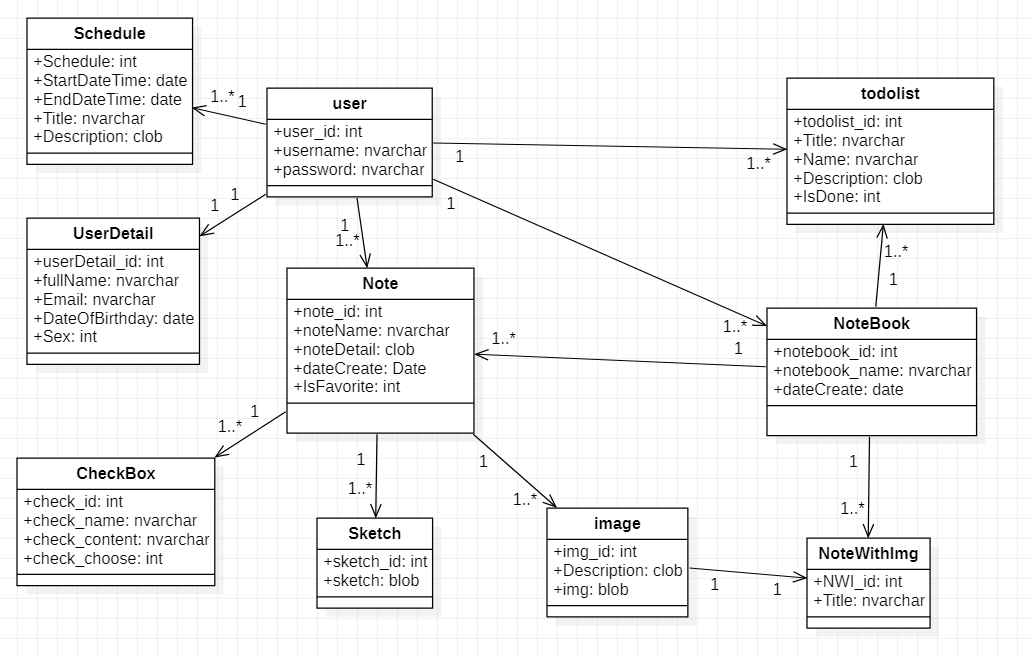 Schedule
+Schedule: int
+StartDateTime: date
+EndDateTime: date
+Title: nvarchar
+Description: clob
1..*
1
user
+user_id: int
+username: nvarchar
+password: nvarchar
1
1..*
todolist
+todolist_id: int
+Title: nvarchar
+Name: nvarchar
+Description: clob
+IsDone: int
1
1
UserDetail
+userDetail_id: int
+fullName: nvarchar
+Email: nvarchar
+DateOfBirthday: date
+Sex: int
1
1..*
1
1..*
1..*
1
Note
+note_id: int
+noteName: nvarchar
+noteDetail: clob
+dateCreate: Date
+IsFavorite: int
1..*
1
NoteBook
+notebook_id: int
+notebook_name: nvarchar
+dateCreate: date
1
1..*
CheckBox
+check_id: int
+check_name: nvarchar
+check_content: nvarchar
+check_choose: int
1
1..*
1
1..*
1
1..*
Sketch
+sketch_id: int
+sketch: blob
image
+img_id: int
+Description: clob
+img: blob
1
1
NoteWithImg
+NWI_id: int
+Title: nvarchar